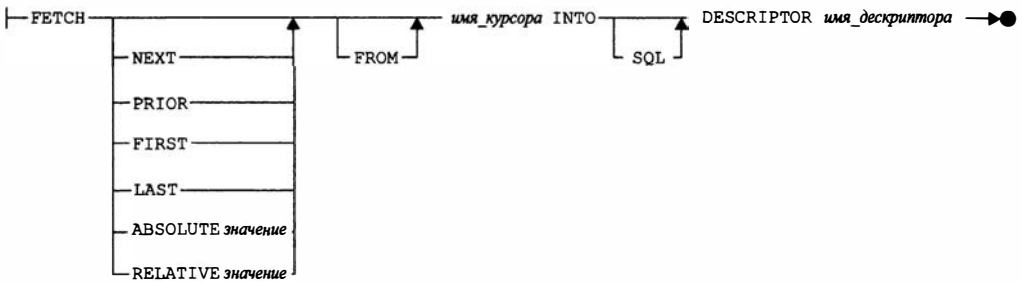 FETCH имя_курсора INTO DESCRIPTOR имя_дескриптора
NEXT FROM SQL
PRIOR
FIRST
LAST
ABSOLUTE значение
RELATIVE значение